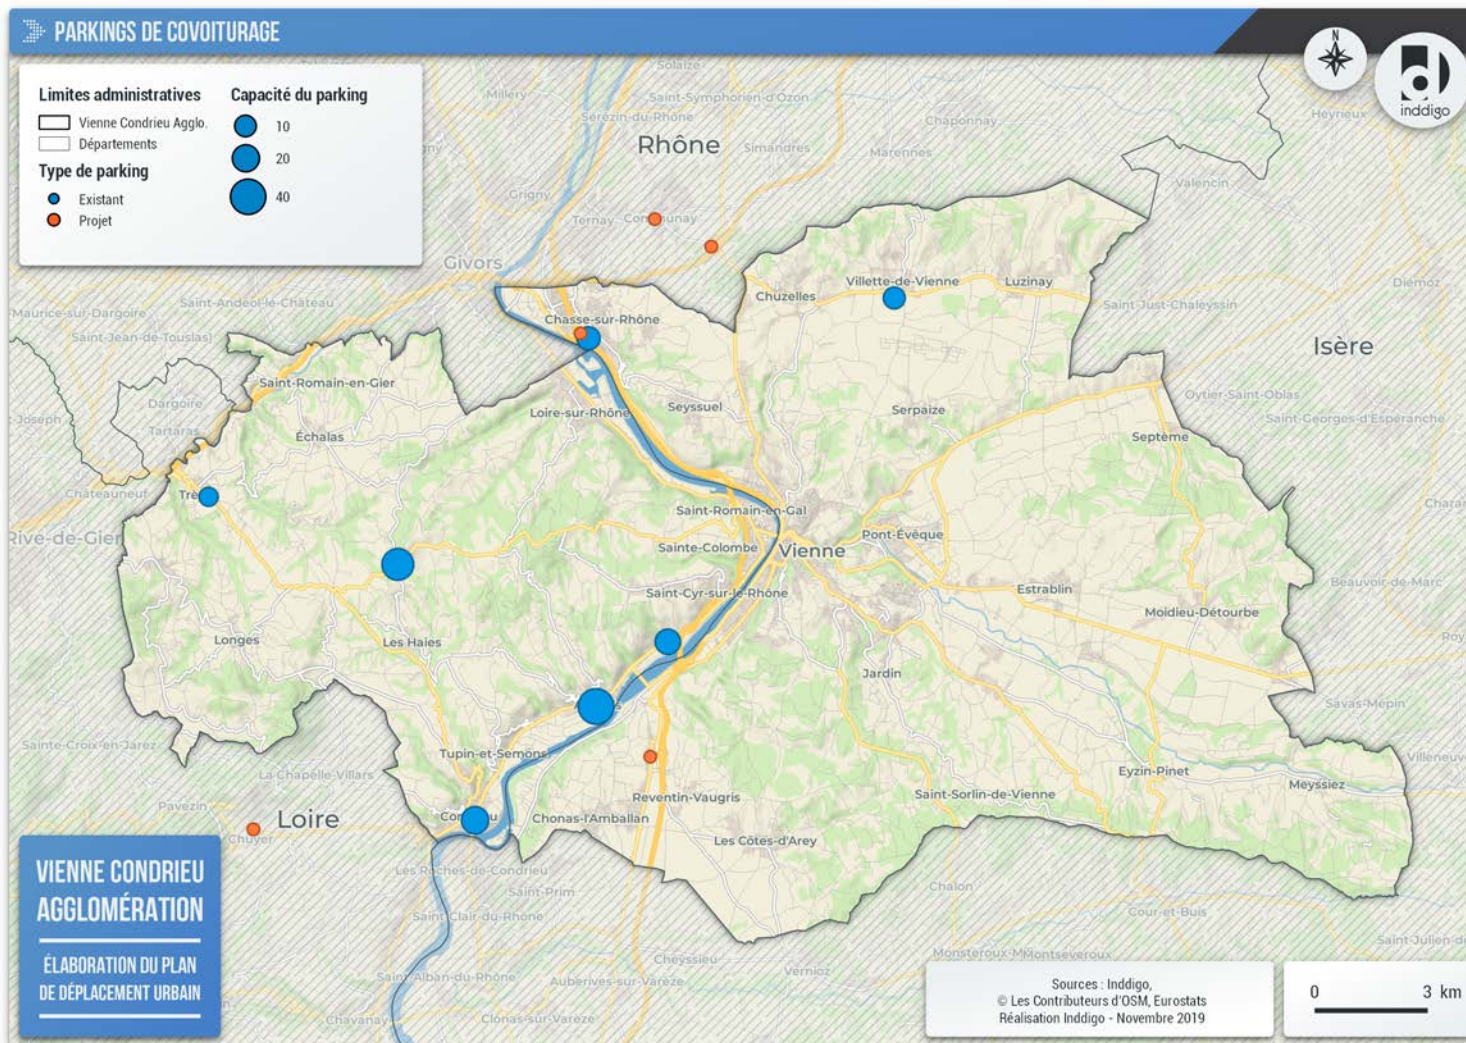 PARKINGS DE COVOITURAGE
N
inddigo
Limites administratives
Vienne Condrieu Agglo.
Départements
Type de parking
Existant
Projet
Capacité du parking
10
20
40
Solaize
Millery
Saint-Symphorien-d'Ozon
Sérézin-du-Rhône
Chaponnay
Heyrieux
Rhône
Simandres
Marennes
Grigny
Valencin
Ternay
Givors
Villette-de-Vienne
Luzinay
Diémoz
Chuzelles
Saint-Andéol-le-Château
Saint-Just-Chaleyssin
Maurice-sur-Dargoire
Chasse-sur-Rhône
Saint-Jean-de-Touslas
Isère
Saint-Romain-en-Gier
Dargoire
Oytier-Saint-Oblas
Loire-sur-Rhône
Seyssuel
Serpaize
Joseph
Tartaras
Saint-Georges-d'Espéranche
Échalas
Septème
Châteauneuf
Saint-Romain-en-Gal
Rive-de-Gier
Pont-Évêque
Sainte-Colombe
Vienne
Beauvoir-de-Marc
Saint-Cyr-sur-le-Rhône
Estrablin
Moidieu-Détourbe
Longes
Les Haies
Jardin
Savas-Mépin
Sainte-Croix-en-Jarez
Tupin-et-Semons
La Chapelle-Villars
Eyzin-Pinet
Meyssiez
Reventin-Vaugris
Saint-Sorlin-de-Vienne
Pavezin
Loire
Chonas-l'Amballan
Chuyer
Les Côtes-d'Arey
Les Roches-de-Condrieu
Saint-Prim
Chalon
Saint-Clair-du-Rhône
Cour-et-Buis
Monsteroux-M
Montseveroux
Cheyssieu
Vernioz
Saint-Alban-du-Rhône
Auberives-sur-Varèze
Chavanay
Clonas-sur-Varèze
VIENNE CONDRIEU
AGGLOMÉRATION
ÉLABORATION DU PLAN
DE DÉPLACEMENT URBAIN
Sources : Inddigo,
© Les Contributeurs d'OSM, Eurostats
Réalisation Inddigo - Novembre 2019
0 3 km